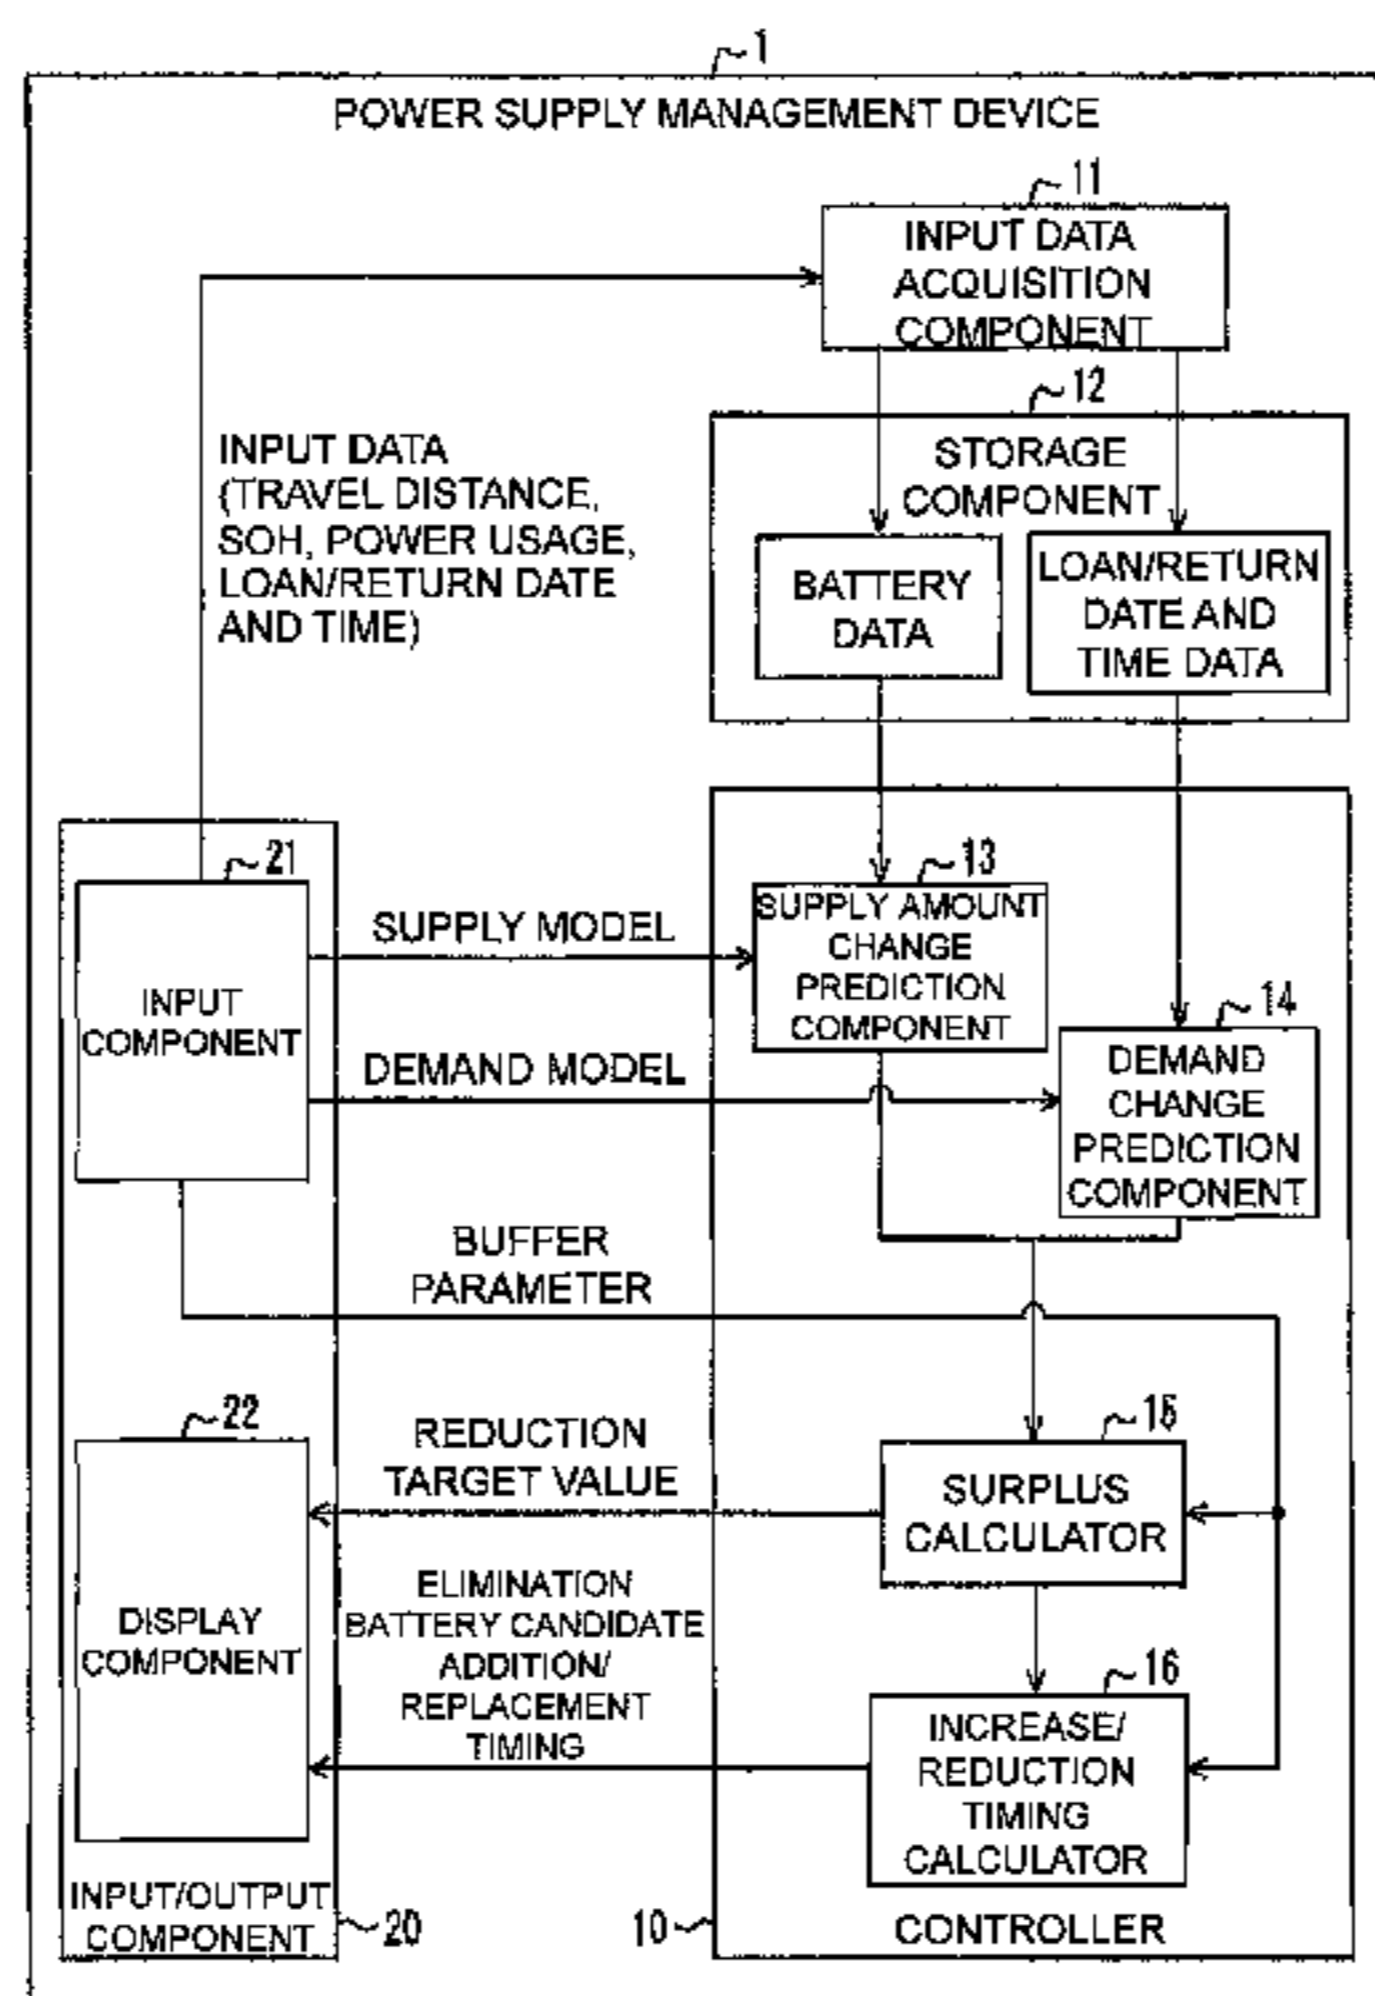 1
POWER SUPPLY MANAGEMENT DEVICE
11
INPUT DATA
ACQUISITION
COMPONENT
12
STORAGE
COMPONENT
INPUT DATA
(TRAVEL DISTANCE,
SOH, POWER USAGE,
LOAN/RETURN DATE
AND TIME)
BATTERY
DATA
LOAN/RETURN
DATE AND
TIME DATA
21
INPUT
COMPONENT
SUPPLY MODEL
13
SUPPLY AMOUNT
CHANGE
PREDICTION
COMPONENT
DEMAND MODEL
14
DEMAND
CHANGE
PREDICTION
COMPONENT
BUFFER
PARAMETER
22
DISPLAY
COMPONENT
REDUCTION
TARGET VALUE
15
SURPLUS
CALCULATOR
ELIMINATION
BATTERY CANDIDATE
ADDITION/
REPLACEMENT
TIMING
16
INCREASE/
REDUCTION
TIMING
CALCULATOR
INPUT/OUTPUT
COMPONENT
20
10
CONTROLLER